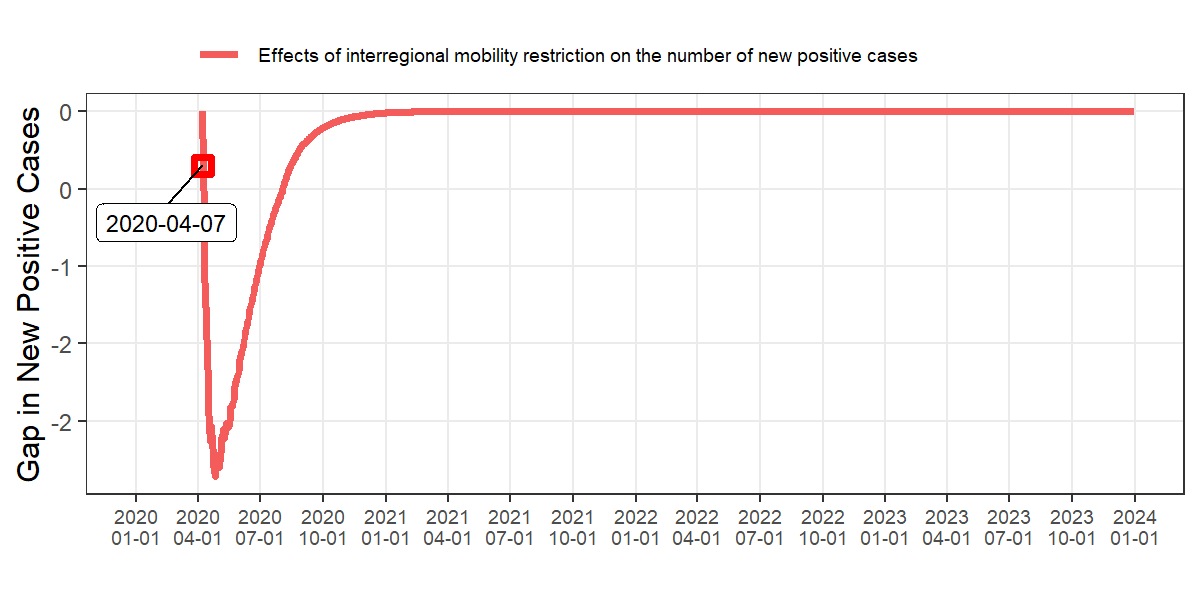 Effects of interregional mobility restriction on the number of new positive cases
Gap in New Positive Cases
0
0
-1
-2
-2
2020-04-07
2020 2020 2020 2020 2021 2021 2021 2021 2022 2022 2022 2022 2023 2023 2023 2023 2024
01-01 04-01 07-01 10-01 01-01 04-01 07-01 10-01 01-01 04-01 07-01 10-01 01-01 04-01 07-01 10-01 01-01